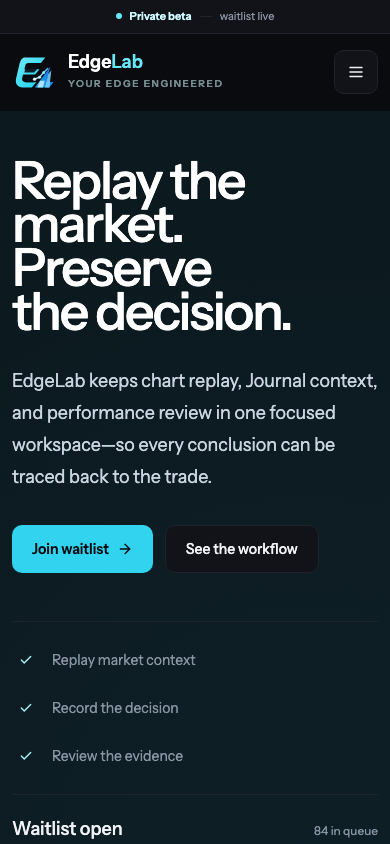 Private beta — waitlist live
EdgeLab
YOUR EDGE ENGINEERED
Replay the
market.
Preserve
the decision.
EdgeLab keeps chart replay, Journal context,
and performance review in one focused
workspace—so every conclusion can be
traced back to the trade.
Join waitlist → See the workflow
Replay market context
Record the decision
Review the evidence
Waitlist open 84 in queue